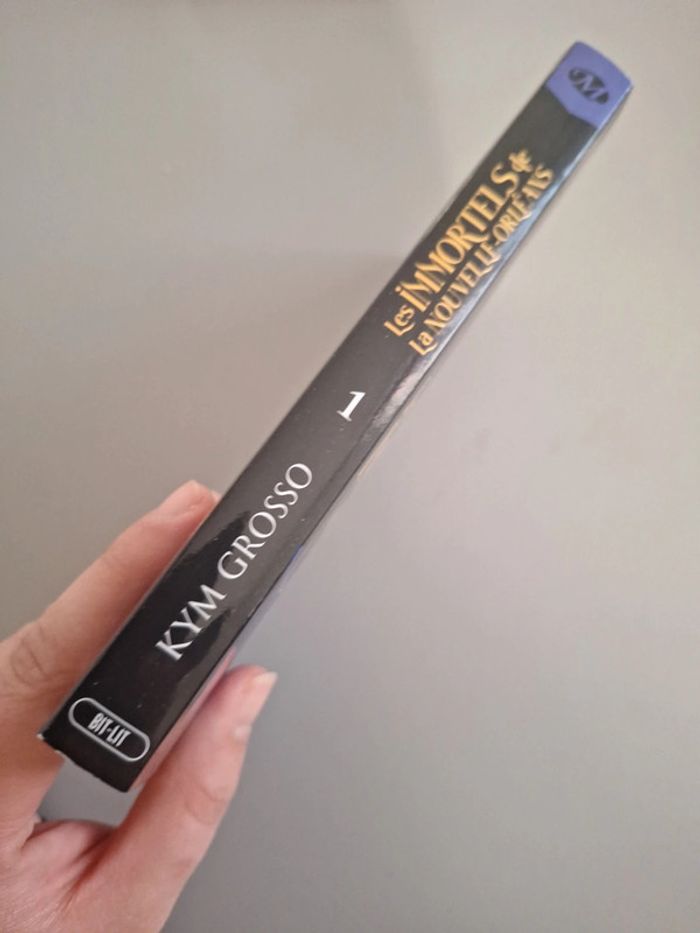 M
Les iMMORTELS de
La NOUVELLE-ORLÉANS
1
KYM GROSSO
BIT-LIT